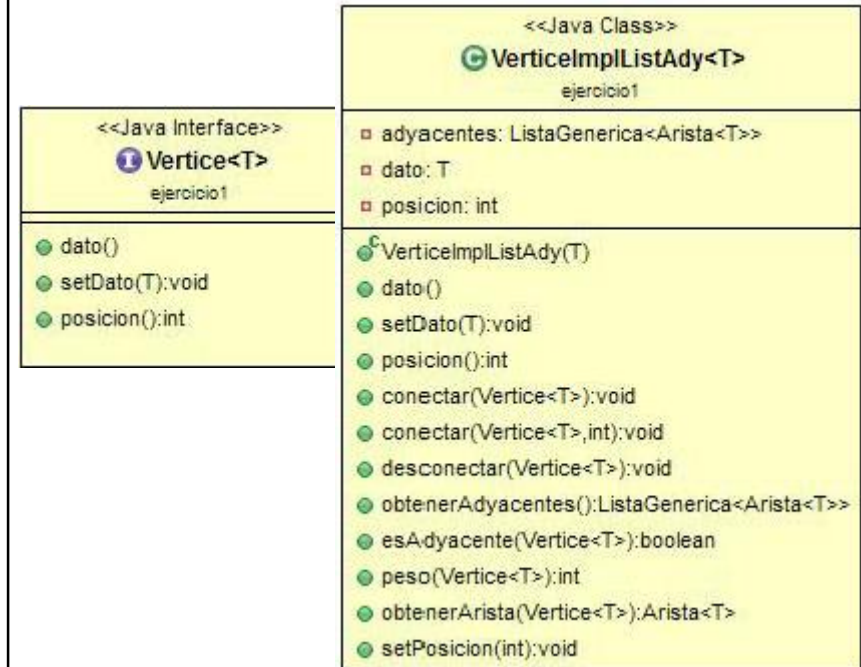 <<Java Interface>>
I Vertice<T>
ejercicio1
dato()
setDato(T):void
posicion():int
<<Java Class>>
C VerticeImplListAdy<T>
ejercicio1
adyacentes: ListaGenerica<Arista<T>>
dato: T
posicion: int
C VerticeImplListAdy(T)
dato()
setDato(T):void
posicion():int
conectar(Vertice<T>):void
conectar(Vertice<T>,int):void
desconectar(Vertice<T>):void
obtenerAdyacentes():ListaGenerica<Arista<T>>
esAdyacente(Vertice<T>):boolean
peso(Vertice<T>):int
obtenerArista(Vertice<T>):Arista<T>
setPosicion(int):void